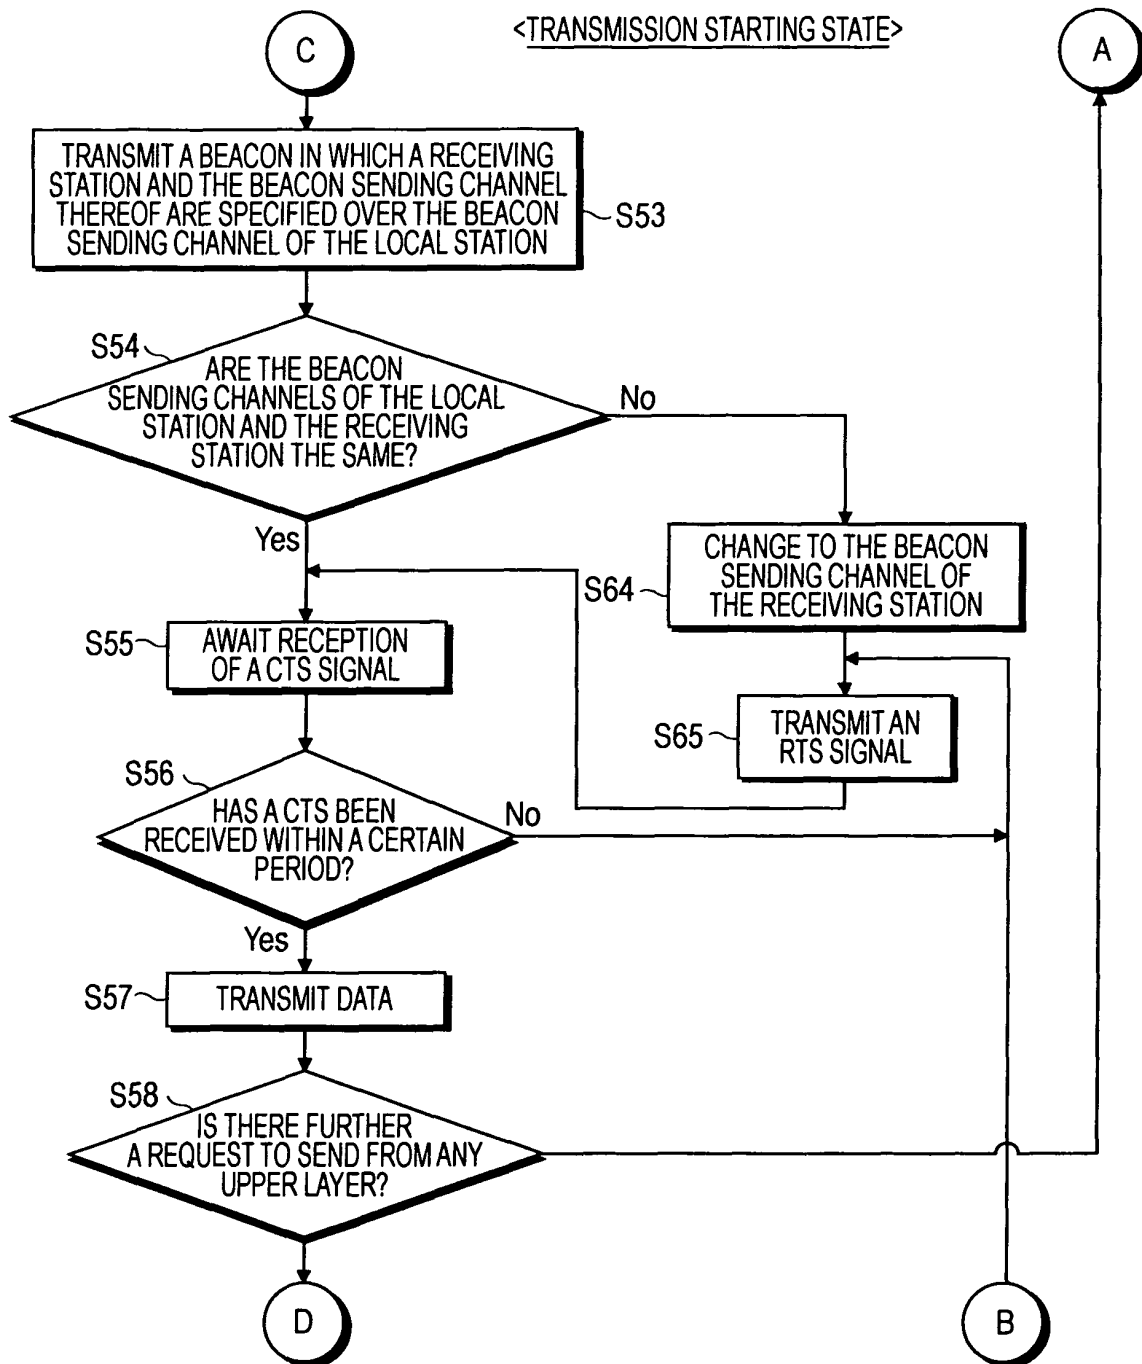 <TRANSMISSION STARTING STATE>
C
A
TRANSMIT A BEACON IN WHICH A RECEIVING
STATION AND THE BEACON SENDING CHANNEL
THEREOF ARE SPECIFIED OVER THE BEACON
SENDING CHANNEL OF THE LOCAL STATION
S53
S54
ARE THE BEACON
SENDING CHANNELS OF THE LOCAL
STATION AND THE RECEIVING
STATION THE SAME?
No
Yes
CHANGE TO THE BEACON
SENDING CHANNEL OF
THE RECEIVING STATION
S64
S55
AWAIT RECEPTION
OF A CTS SIGNAL
S65
TRANSMIT AN
RTS SIGNAL
S56
HAS A CTS BEEN
RECEIVED WITHIN A CERTAIN
PERIOD?
No
Yes
S57
TRANSMIT DATA
S58
IS THERE FURTHER
A REQUEST TO SEND FROM ANY
UPPER LAYER?
D
B